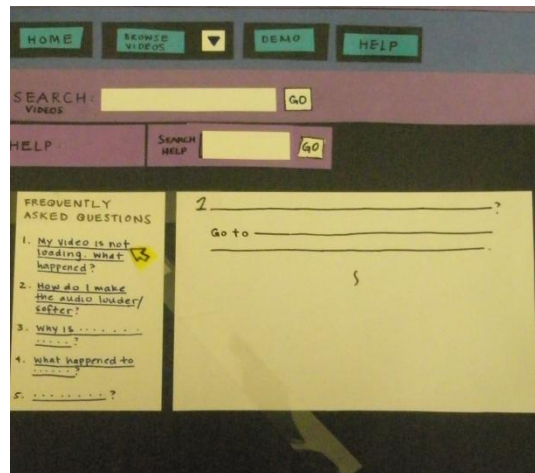 HOME
BROWSE
VIDEOS
DEMO
HELP
SEARCH:
VIDEOS
GO
HELP
SEARCH
HELP
GO
FREQUENTLY
ASKED QUESTIONS
1. My video is not
loading. What
happened?
2. How do I make
the audio louder/
softer?
3. Why is .......
.....?
4. What happened to
.....?
5. ........?
1 ?
Go to
.